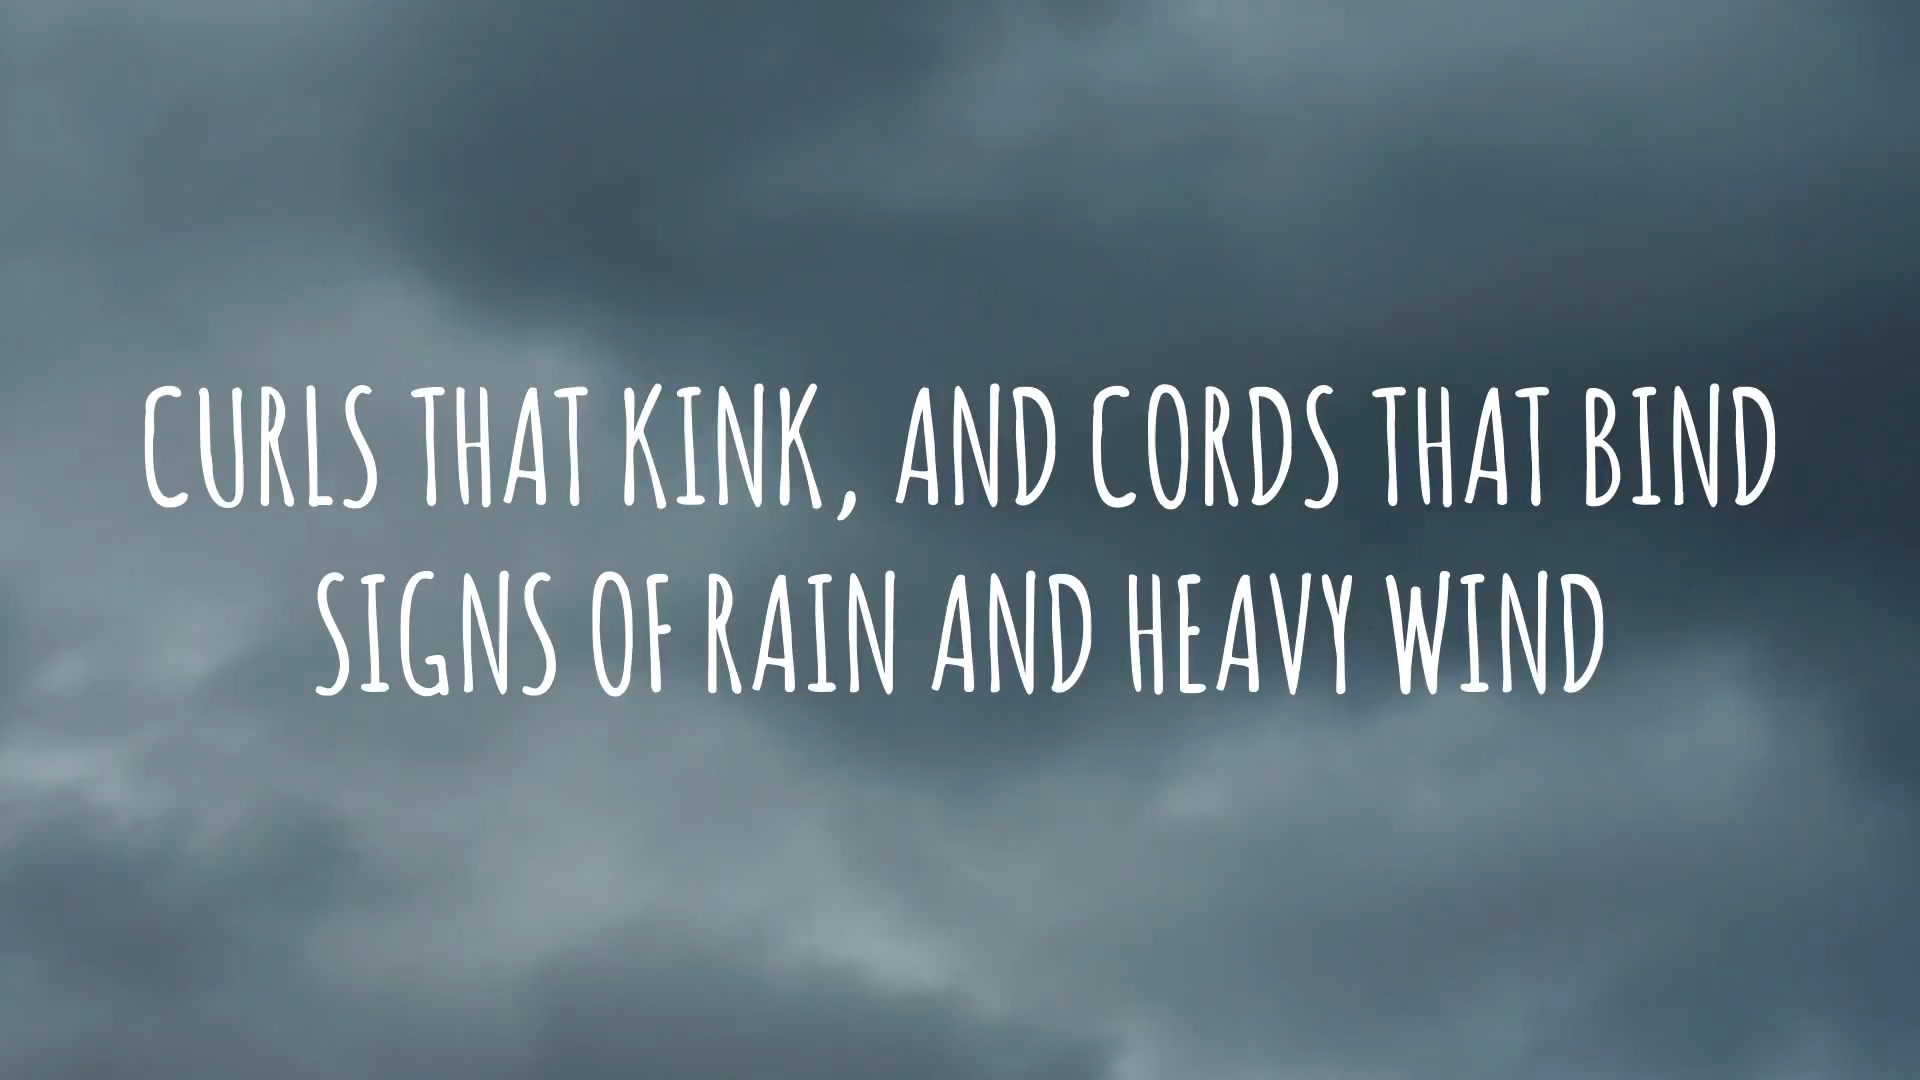 CURLS THAT KINK, AND CORDS THAT BIND
SIGNS OF RAIN AND HEAVY WIND